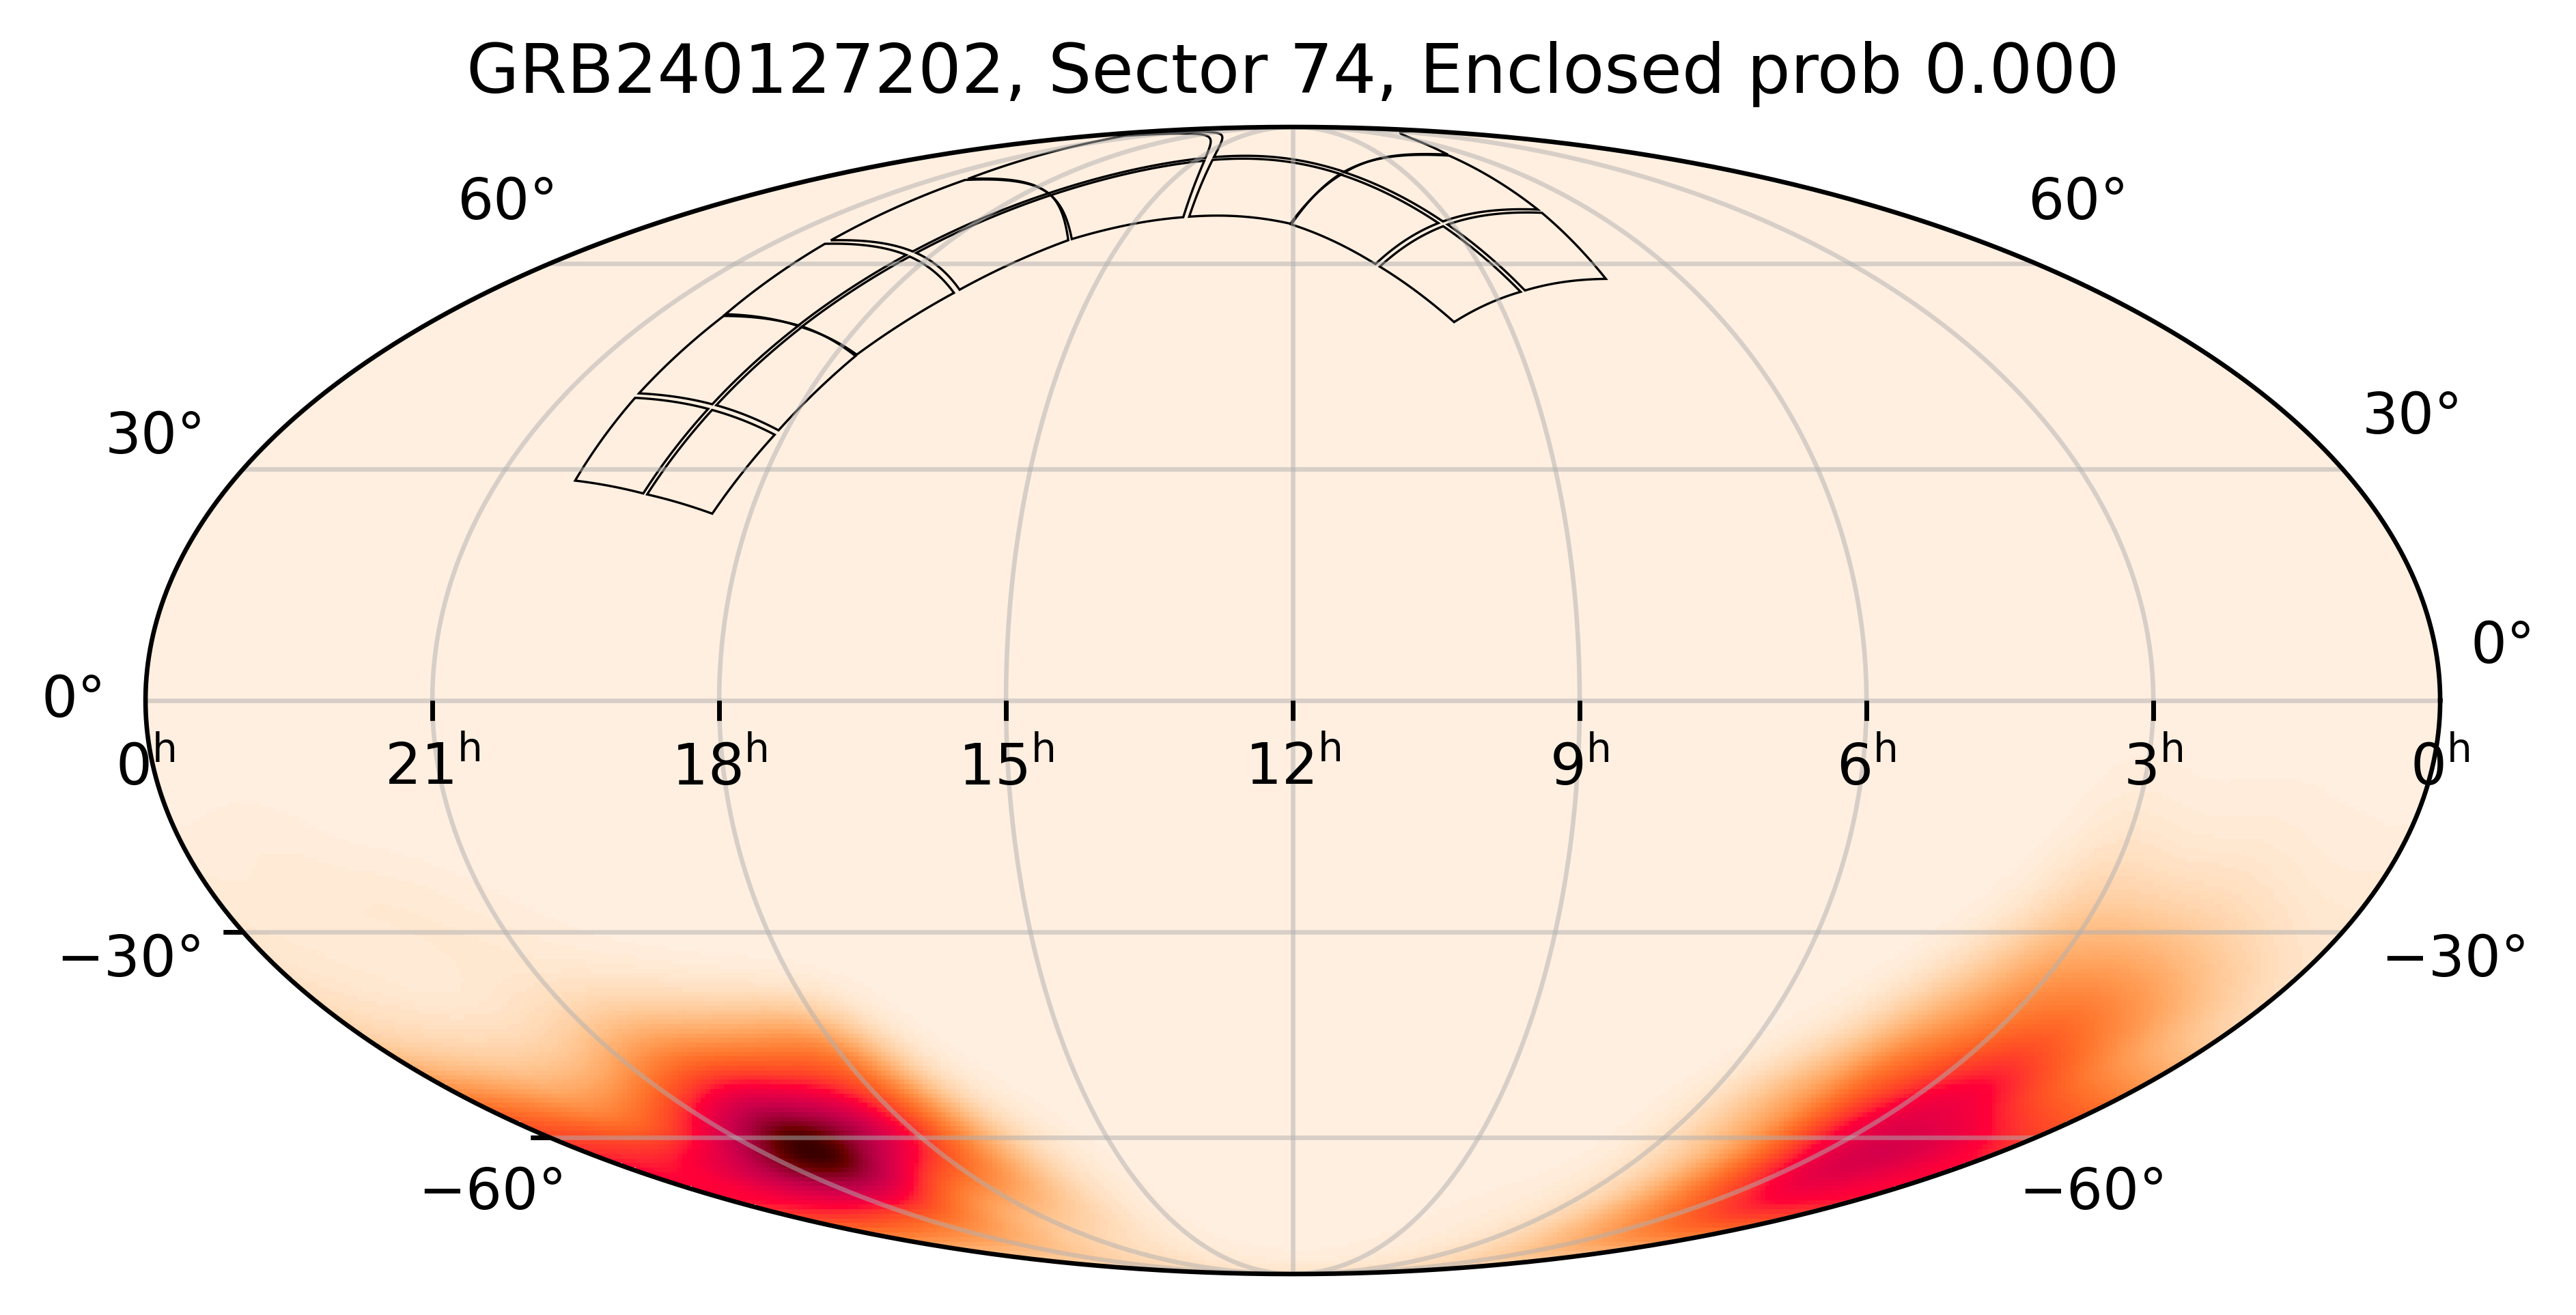 GRB240127202, Sector 74, Enclosed prob 0.000
60° 60°
30° 30°
0° 0°
0ʰ 21ʰ 18ʰ 15ʰ 12ʰ 9ʰ 6ʰ 3ʰ 0ʰ
−30° −30°
−60° −60°